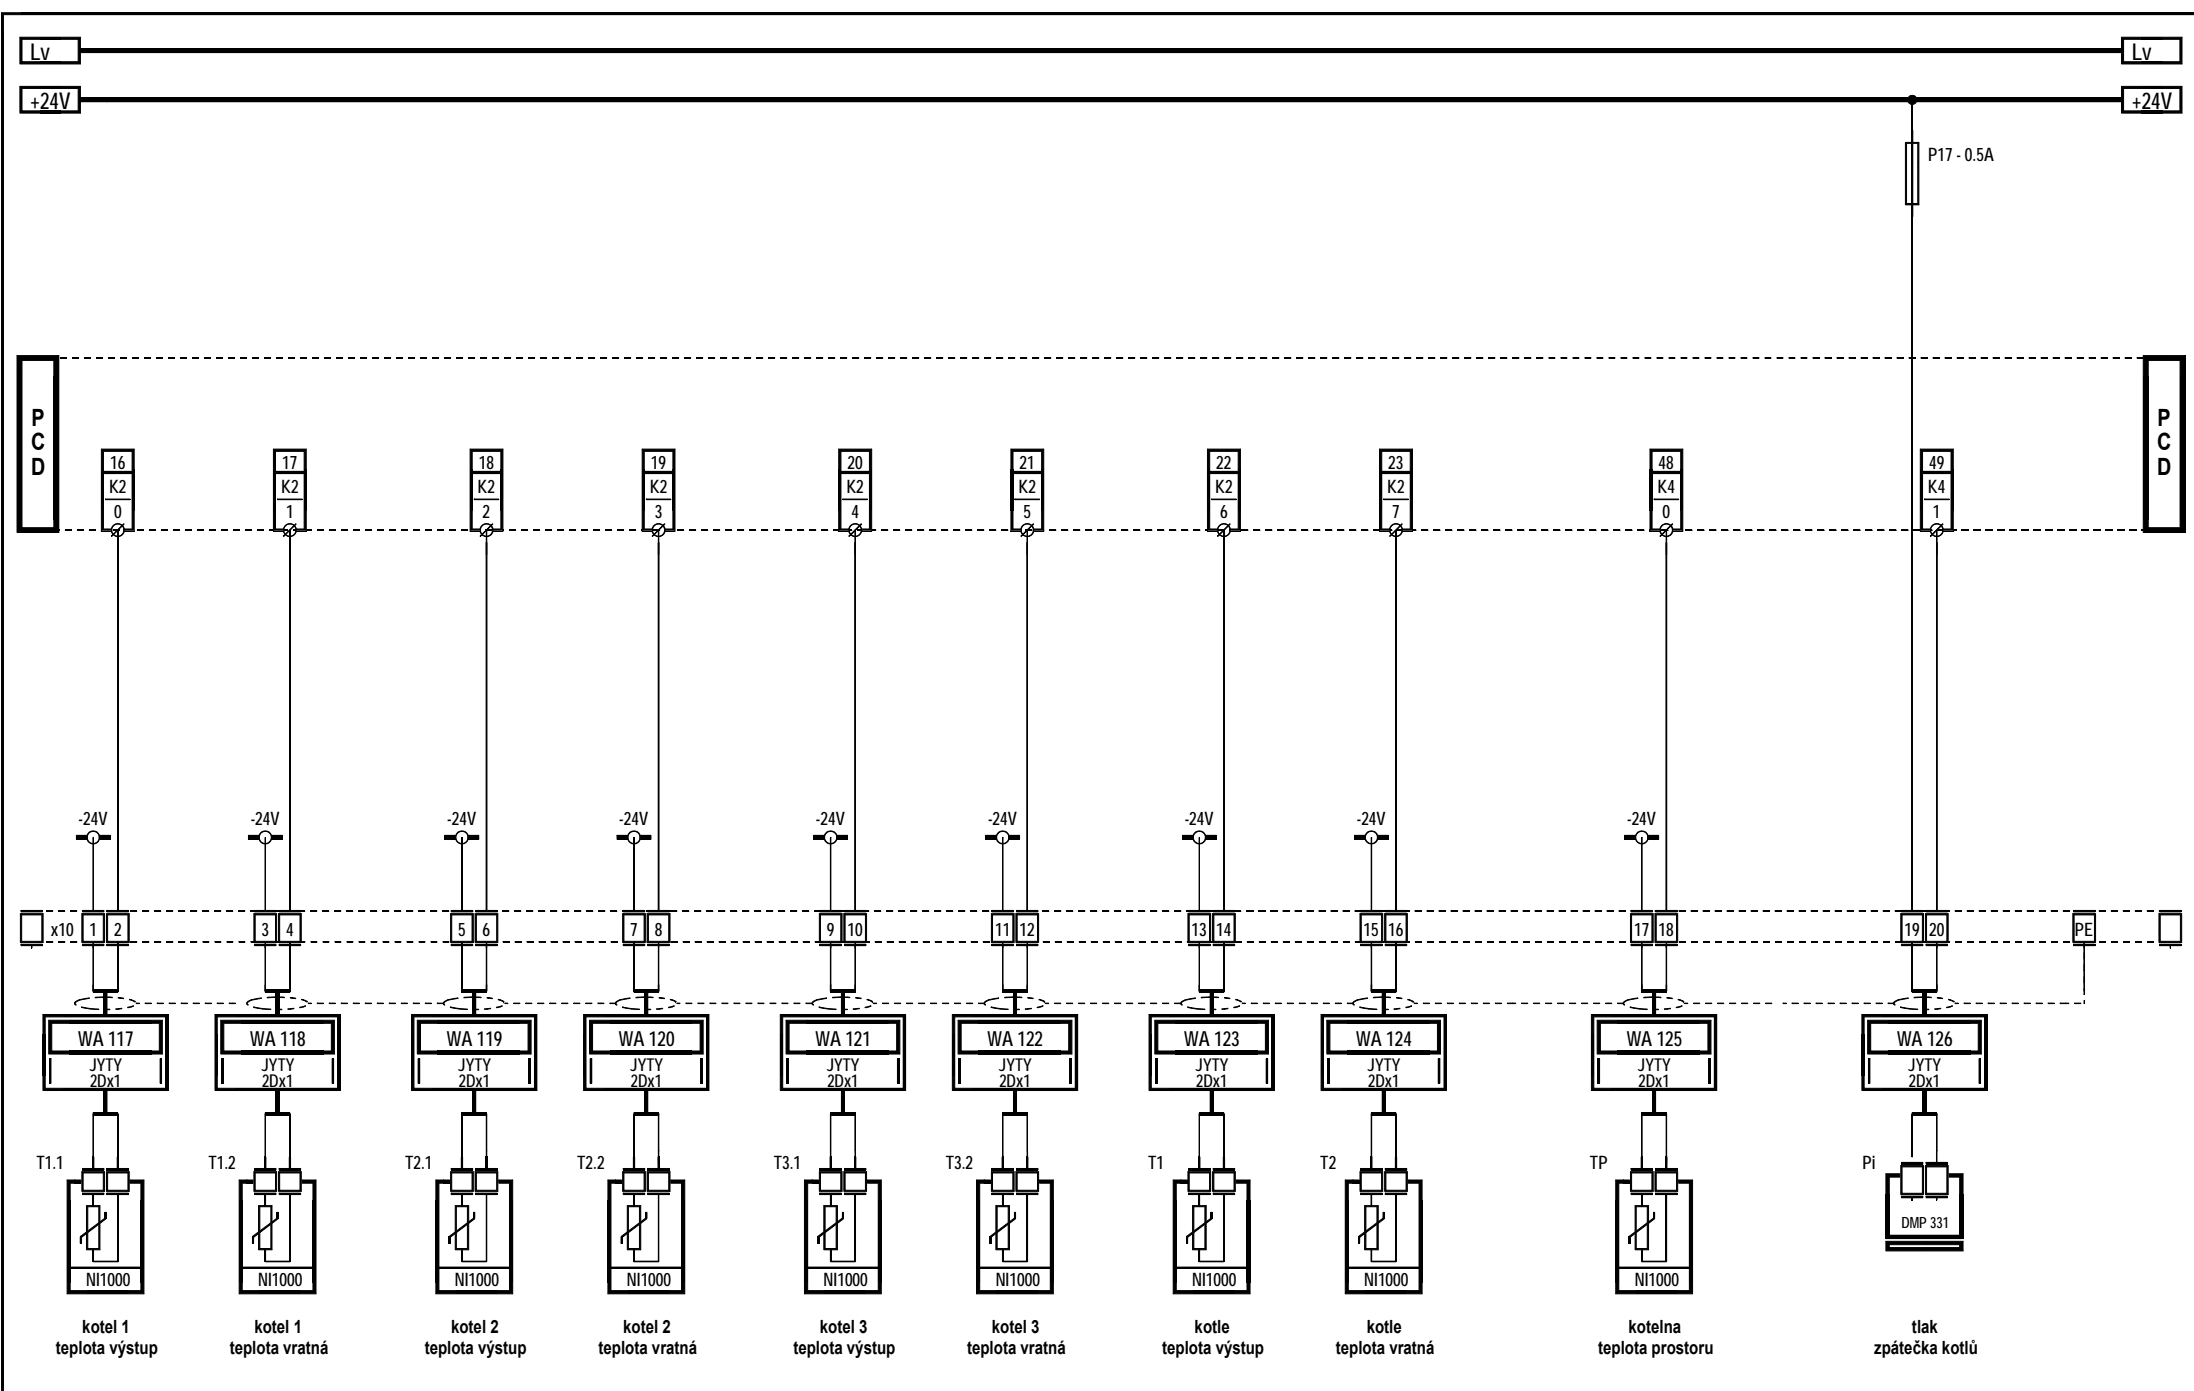 Lv Lv
+24V +24V
P17 - 0.5A
P P
C C
D D
16 17 18 19 20 21 22 23 48 49
K2 K2 K2 K2 K2 K2 K2 K2 K4 K4
0 1 2 3 4 5 6 7 0 1
-24V -24V -24V -24V -24V -24V -24V -24V -24V
x10 1 2 3 4 5 6 7 8 9 10 11 12 13 14 15 16 17 18 19 20 PE
WA 117 WA 118 WA 119 WA 120 WA 121 WA 122 WA 123 WA 124 WA 125 WA 126
JYTY JYTY JYTY JYTY JYTY JYTY JYTY JYTY JYTY JYTY
2Dx1 2Dx1 2Dx1 2Dx1 2Dx1 2Dx1 2Dx1 2Dx1 2Dx1 2Dx1
T1.1 T1.2 T2.1 T2.2 T3.1 T3.2 T1 T2 TP Pi
DMP 331
NI1000 NI1000 NI1000 NI1000 NI1000 NI1000 NI1000 NI1000 NI1000
kotel 1 kotel 1 kotel 2 kotel 2 kotel 3 kotel 3 kotle kotle kotelna tlak
teplota výstup teplota vratná teplota výstup teplota vratná teplota výstup teplota vratná teplota výstup teplota vratná teplota prostoru zpátečka kotlů